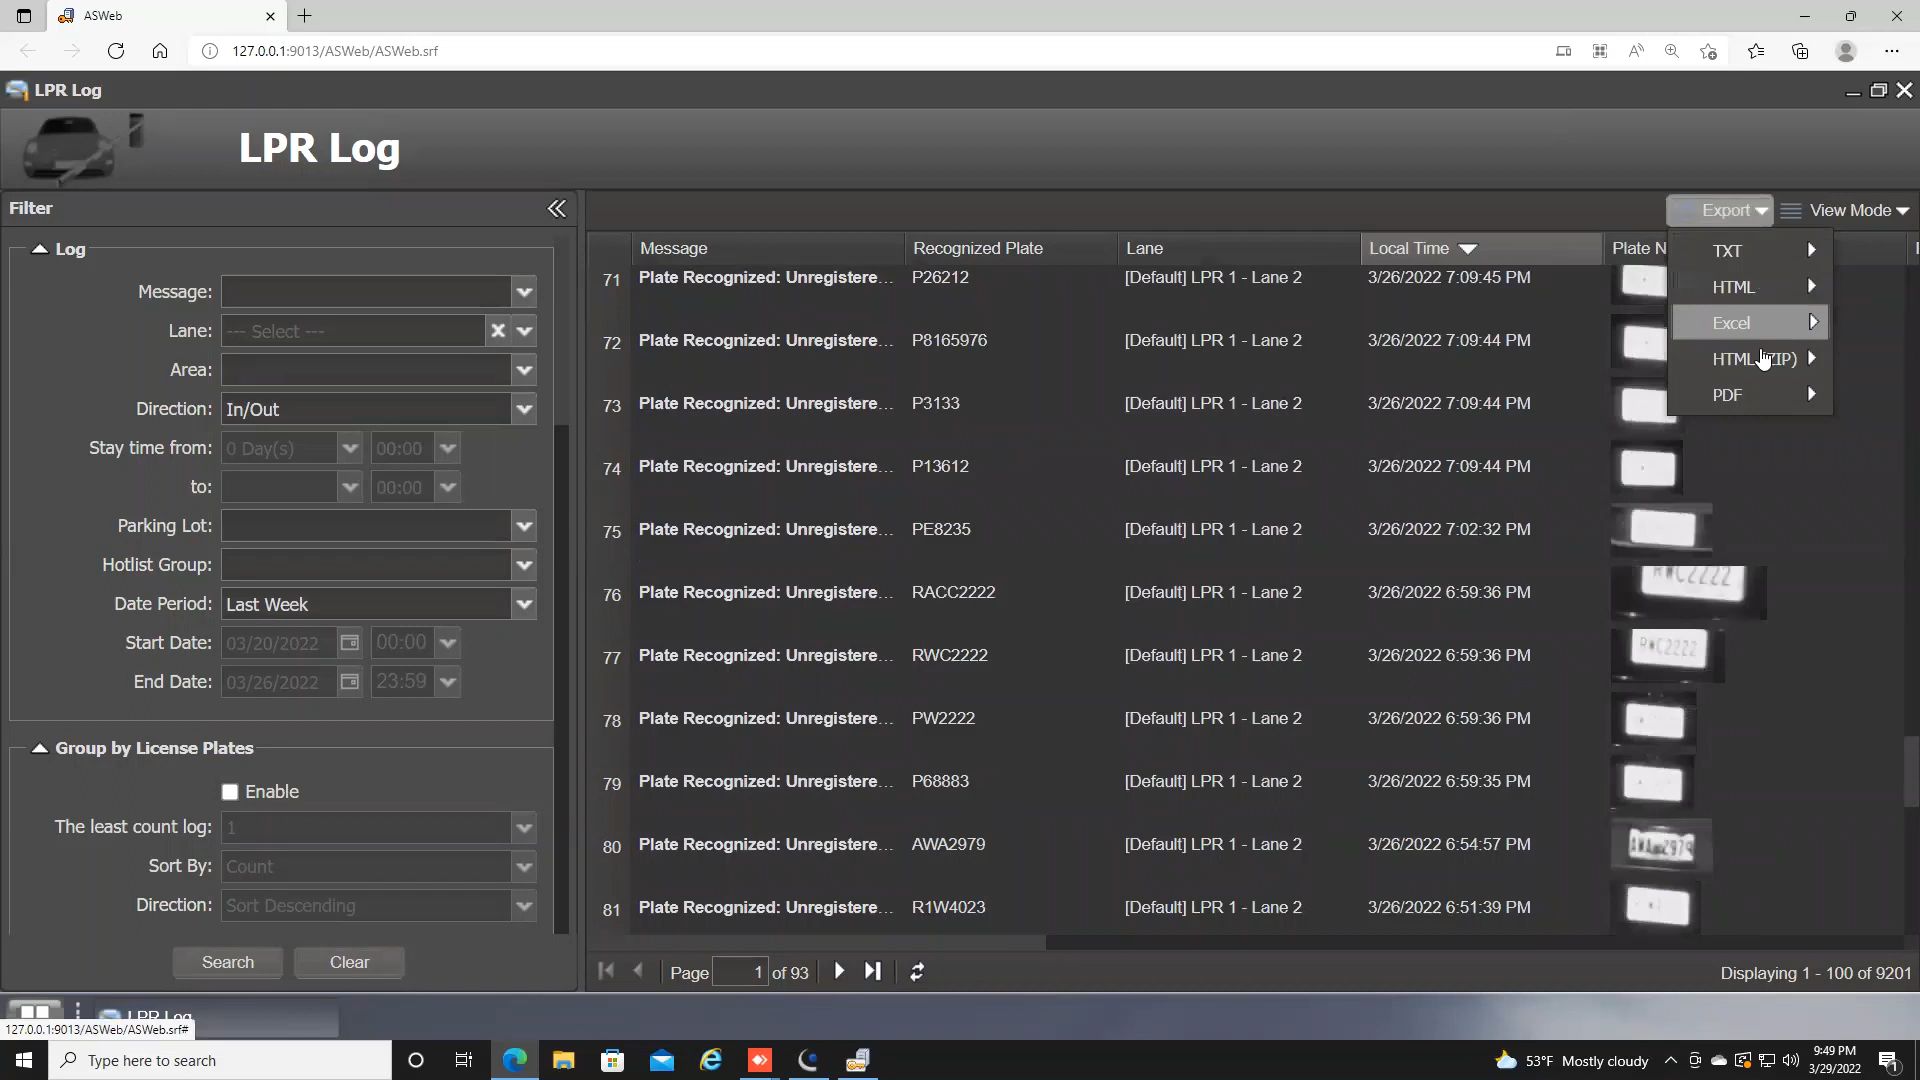 ASWeb
127.0.0.1:9013/ASWeb/ASWeb.srf
LPR Log
LPR Log
Filter
Export
View Mode
Log
Message:
Lane: --- Select ---
Area:
Direction: In/Out
Stay time from: 0 Day(s) 00:00
to: 00:00
Parking Lot:
Hotlist Group:
Date Period: Last Week
Start Date: 03/20/2022 00:00
End Date: 03/26/2022 23:59
Group by License Plates
Enable
The least count log: 1
Sort By: Count
Direction: Sort Descending
Search Clear
Message Recognized Plate Lane Local Time Plate N
71 Plate Recognized: Unregistere... P26212 [Default] LPR 1 - Lane 2 3/26/2022 7:09:45 PM
72 Plate Recognized: Unregistere... P8165976 [Default] LPR 1 - Lane 2 3/26/2022 7:09:44 PM
73 Plate Recognized: Unregistere... P3133 [Default] LPR 1 - Lane 2 3/26/2022 7:09:44 PM
74 Plate Recognized: Unregistere... P13612 [Default] LPR 1 - Lane 2 3/26/2022 7:09:44 PM
75 Plate Recognized: Unregistere... PE8235 [Default] LPR 1 - Lane 2 3/26/2022 7:02:32 PM
76 Plate Recognized: Unregistere... RACC2222 [Default] LPR 1 - Lane 2 3/26/2022 6:59:36 PM
77 Plate Recognized: Unregistere... RWC2222 [Default] LPR 1 - Lane 2 3/26/2022 6:59:36 PM
78 Plate Recognized: Unregistere... PW2222 [Default] LPR 1 - Lane 2 3/26/2022 6:59:36 PM
79 Plate Recognized: Unregistere... P68883 [Default] LPR 1 - Lane 2 3/26/2022 6:59:35 PM
80 Plate Recognized: Unregistere... AWA2979 [Default] LPR 1 - Lane 2 3/26/2022 6:54:57 PM
81 Plate Recognized: Unregistere... R1W4023 [Default] LPR 1 - Lane 2 3/26/2022 6:51:39 PM
TXT
HTML
Excel
HTML ZIP)
PDF
Page 1 of 93
Displaying 1 - 100 of 9201
LPR Log
127.0.0.1:9013/ASWeb/ASWeb.srf#
Type here to search
53°F Mostly cloudy
9:49 PM
3/29/2022
1